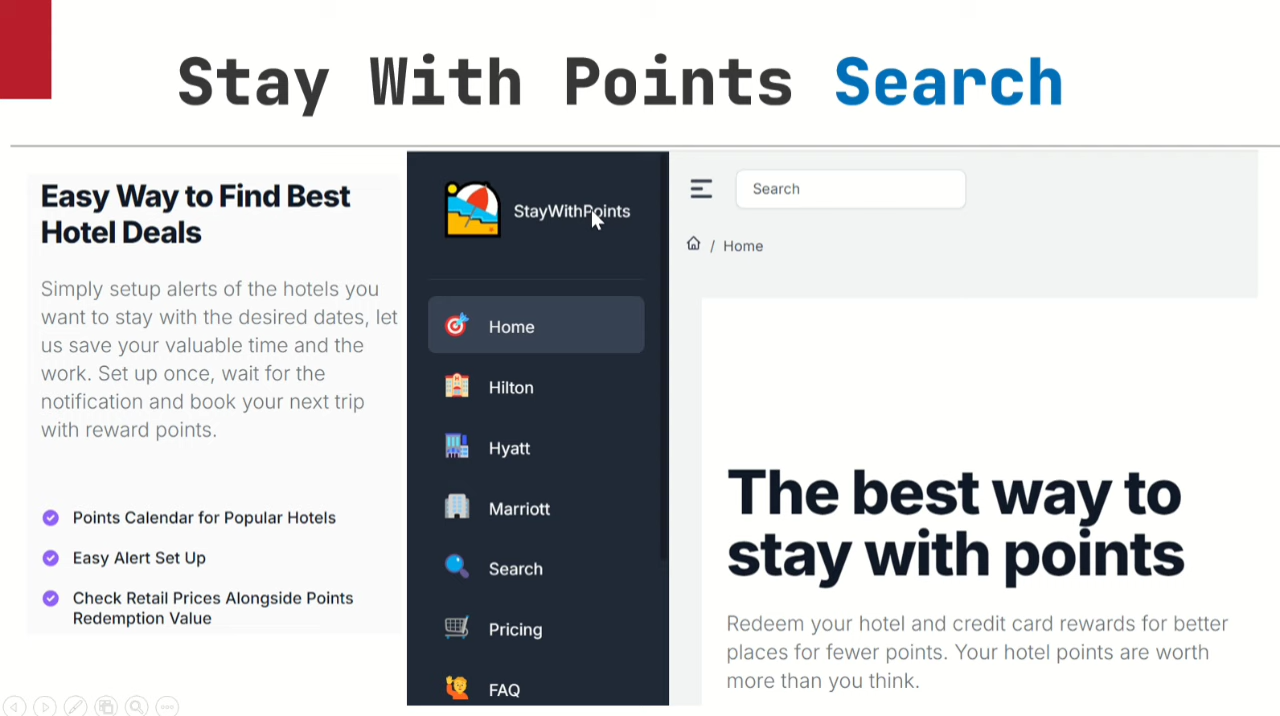 Stay With Points Search
Easy Way to Find Best
Hotel Deals
Simply setup alerts of the hotels you
want to stay with the desired dates, let
us save your valuable time and the
work. Set up once, wait for the
notification and book your next trip
with reward points.
Points Calendar for Popular Hotels
Easy Alert Set Up
Check Retail Prices Alongside Points
Redemption Value
StayWithPoints
Home
Hilton
Hyatt
Marriott
Search
Pricing
FAQ
Search
/ Home
The best way to
stay with points
Redeem your hotel and credit card rewards for better
places for fewer points. Your hotel points are worth
more than you think.